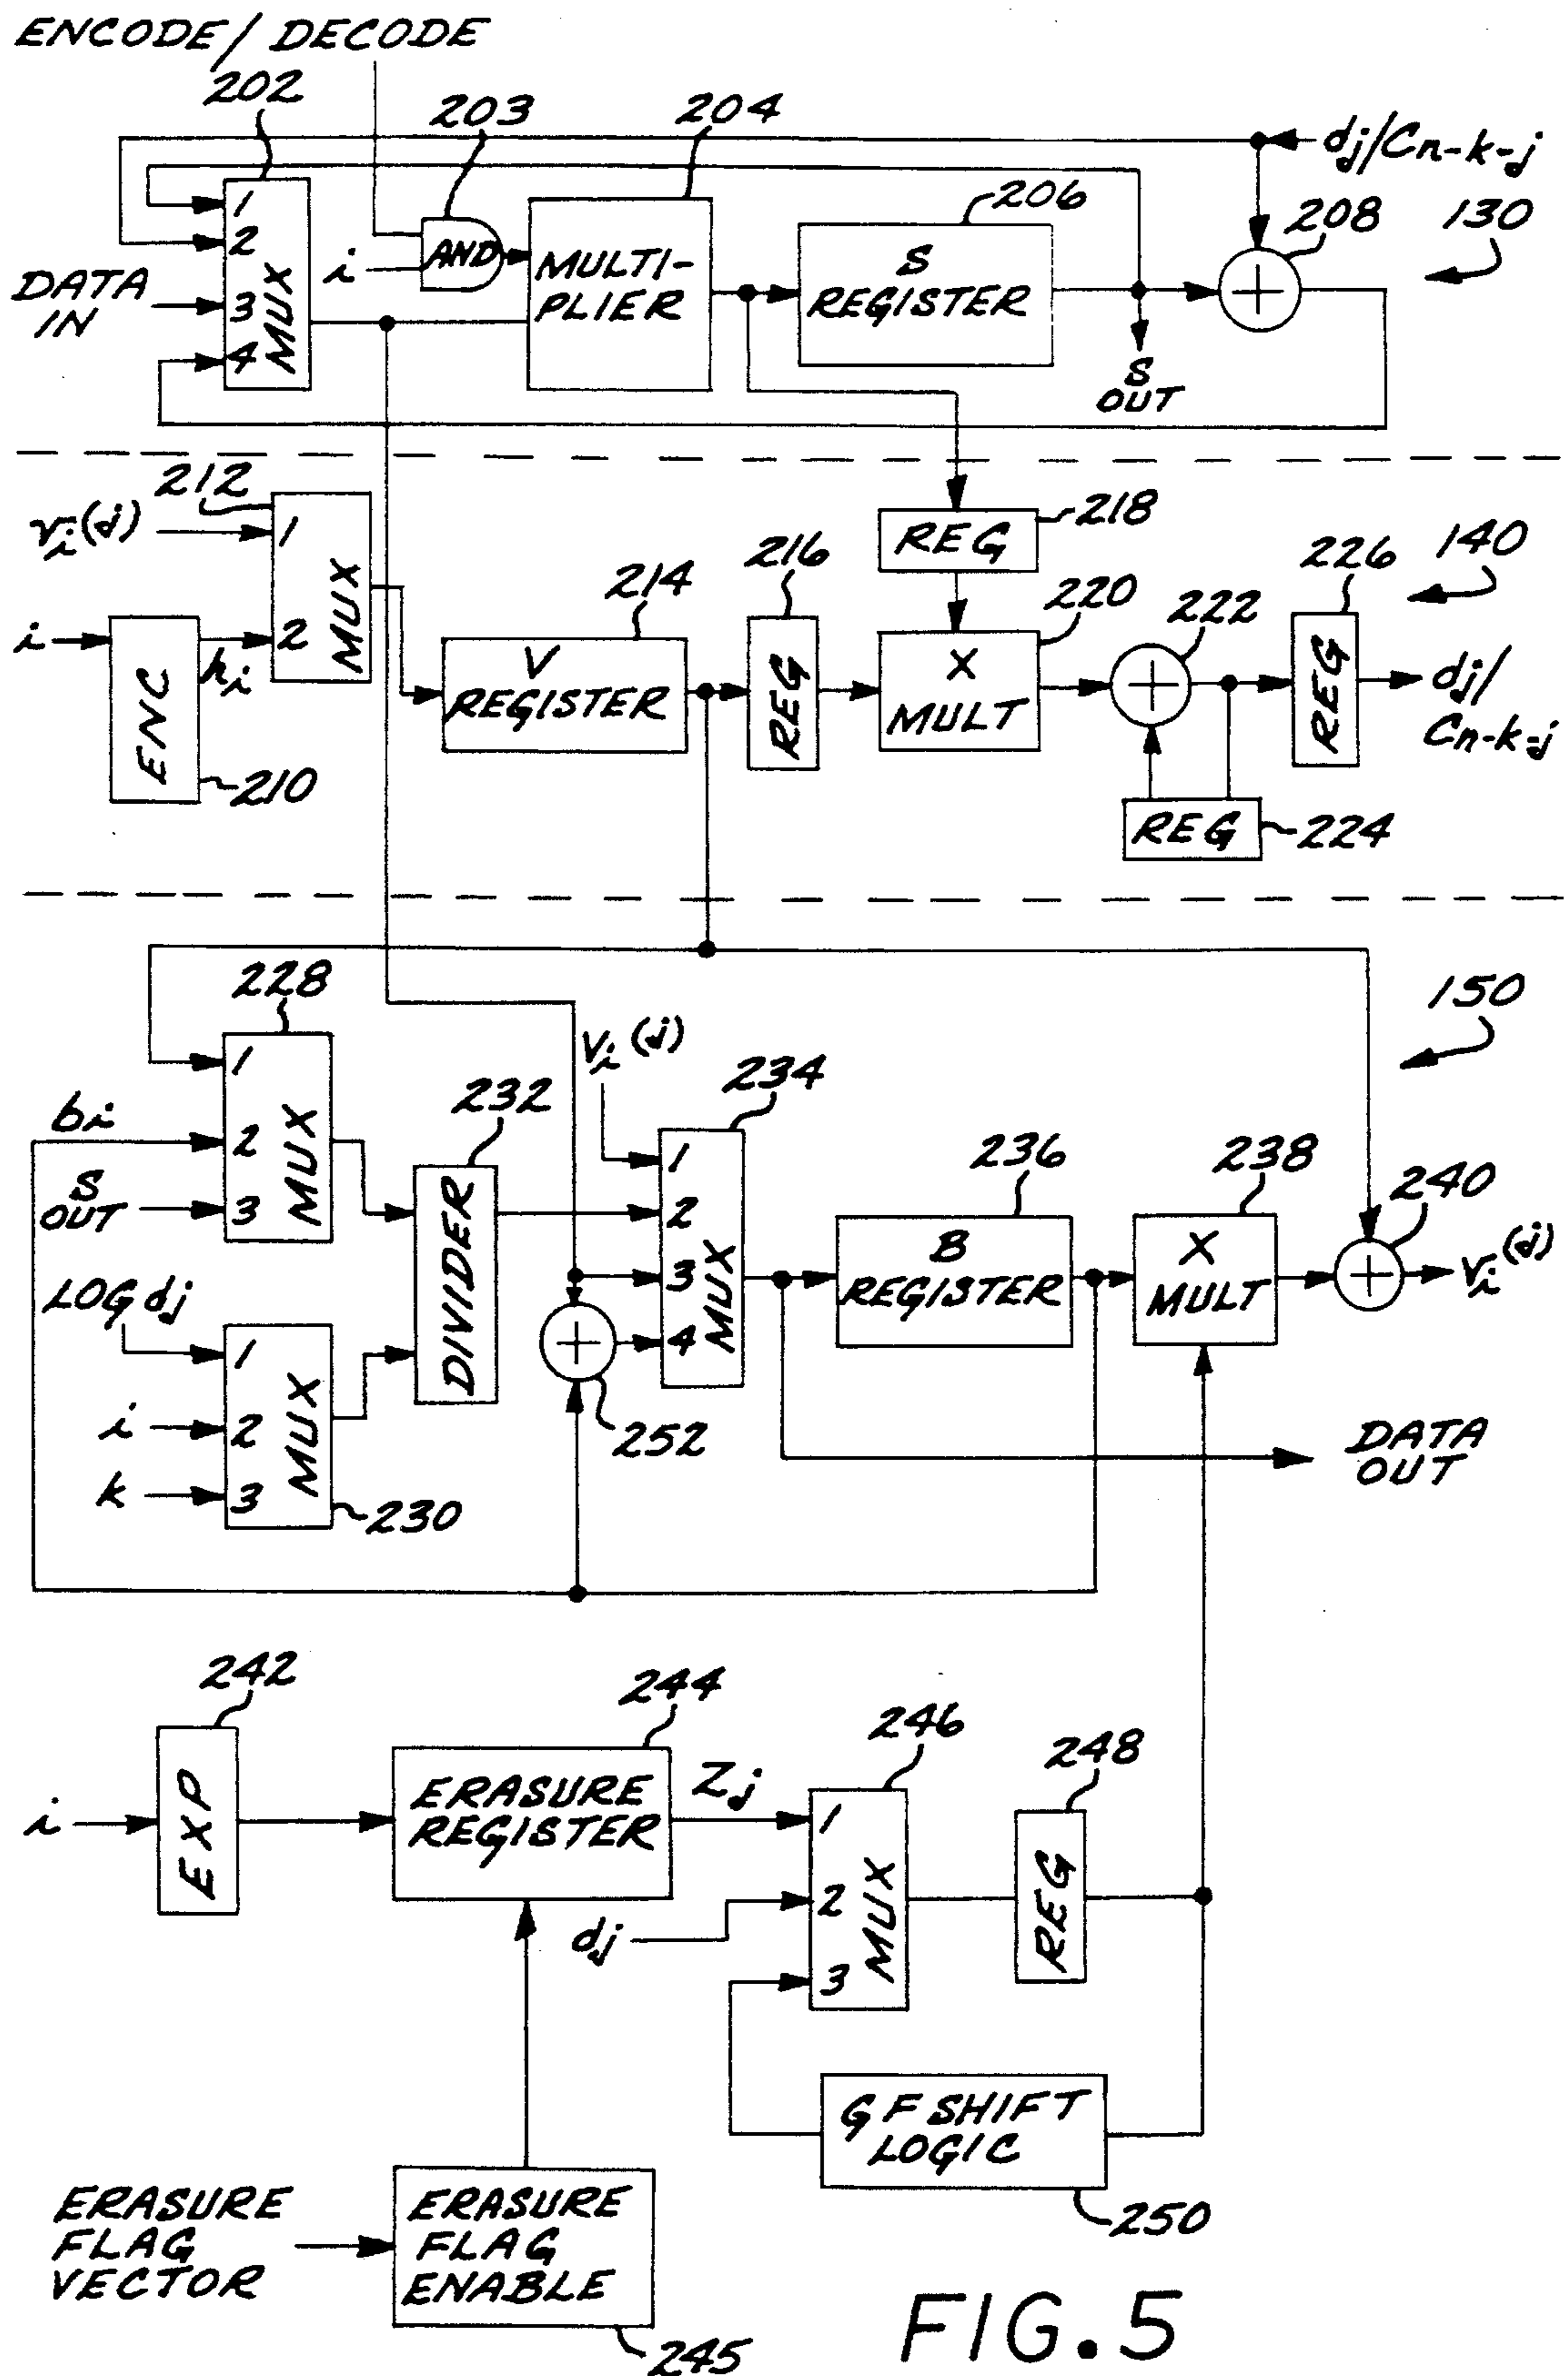 ENCODE / DECODE
202
203
204
dj/Cn-k-j
1
2
3
4
MUX
DATA
IN
i
AND
MULTI-
PLIER
206
S
REGISTER
208
130
S
OUT
212
vi(j)
1
2
MUX
i
hi
ENC
210
214
V
REGISTER
216
REG
218
REG
220
X
MULT
222
224
REG
226
REG
140
dj/
Cn-k-j
150
228
1
2
3
MUX
bi
S
OUT
LOG dj
1
2
3
MUX
i
k
230
232
DIVIDER
Vi(j)
234
1
2
3
4
MUX
252
236
B
REGISTER
238
X
MULT
240
Vi(j)
DATA
OUT
242
i
EXP
244
ERASURE
REGISTER
Zj
246
1
2
3
MUX
dj
248
REG
GF SHIFT
LOGIC
250
ERASURE
FLAG
VECTOR
ERASURE
FLAG
ENABLE
245
FIG. 5